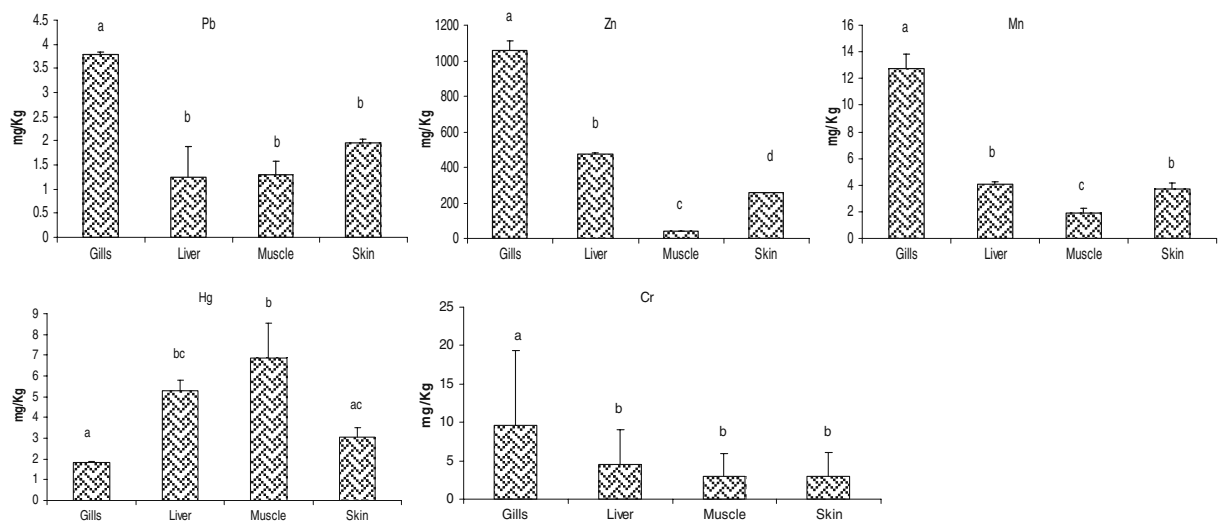 Pb
a
b
b
b
4.5
4
3.5
3
2.5
2
1.5
1
0.5
0
mg/Kg
Gills Liver Muscle Skin
Zn
a
b
c
d
1200
1000
800
600
400
200
0
mg/Kg
Gills Liver Muscle Skin
Mn
a
b
c
b
16
14
12
10
8
6
4
2
0
mg/Kg
Gills Liver Muscle Skin
Hg
a
bc
b
ac
9
8
7
6
5
4
3
2
1
0
mg/Kg
Gills Liver Muscle Skin
Cr
a
b
b
b
25
20
15
10
5
0
mg/Kg
Gills Liver Muscle Skin